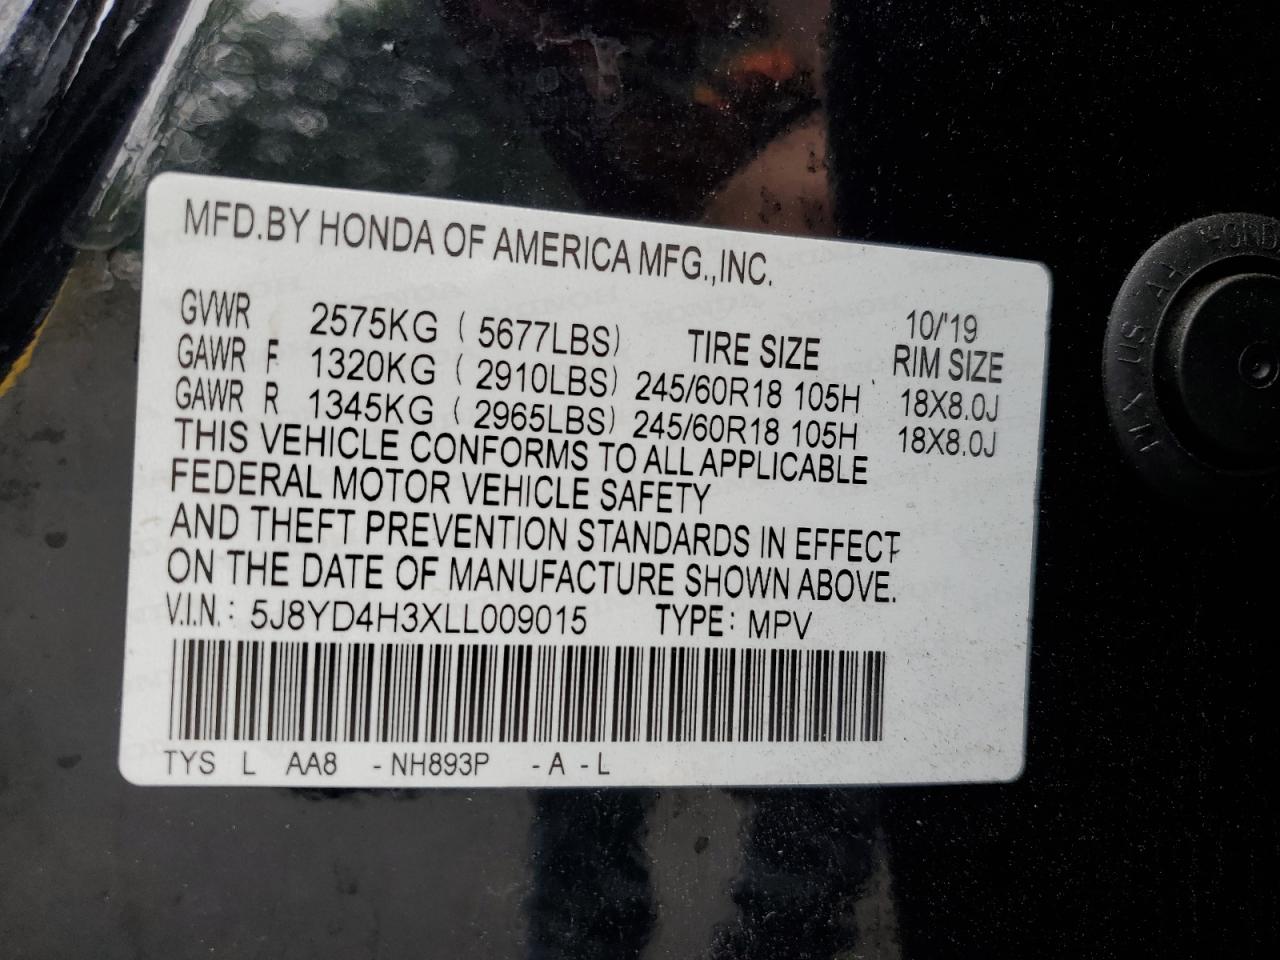 MFD.BY HONDA OF AMERICA MFG.,INC.
10/'19
GVWR 2575KG ( 5677LBS) TIRE SIZE RIM SIZE
GAWR F 1320KG ( 2910LBS) 245/60R18 105H 18X8.0J
GAWR R 1345KG ( 2965LBS) 245/60R18 105H 18X8.0J
THIS VEHICLE CONFORMS TO ALL APPLICABLE
FEDERAL MOTOR VEHICLE SAFETY
AND THEFT PREVENTION STANDARDS IN EFFECT
ON THE DATE OF MANUFACTURE SHOWN ABOVE.
V.I.N.: 5J8YD4H3XLL009015 TYPE: MPV
TYS L AA8 -NH893P -A -L